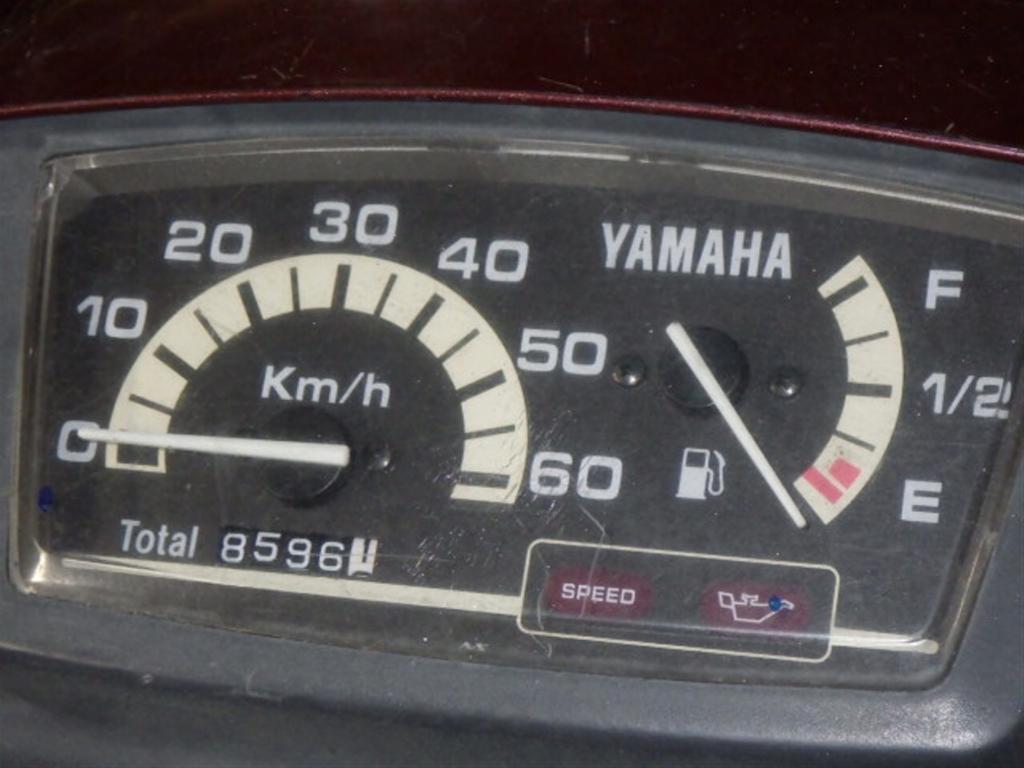 0 10 20 30 40 50 60
Km/h
YAMAHA
F
1/2
E
Total 8596
SPEED